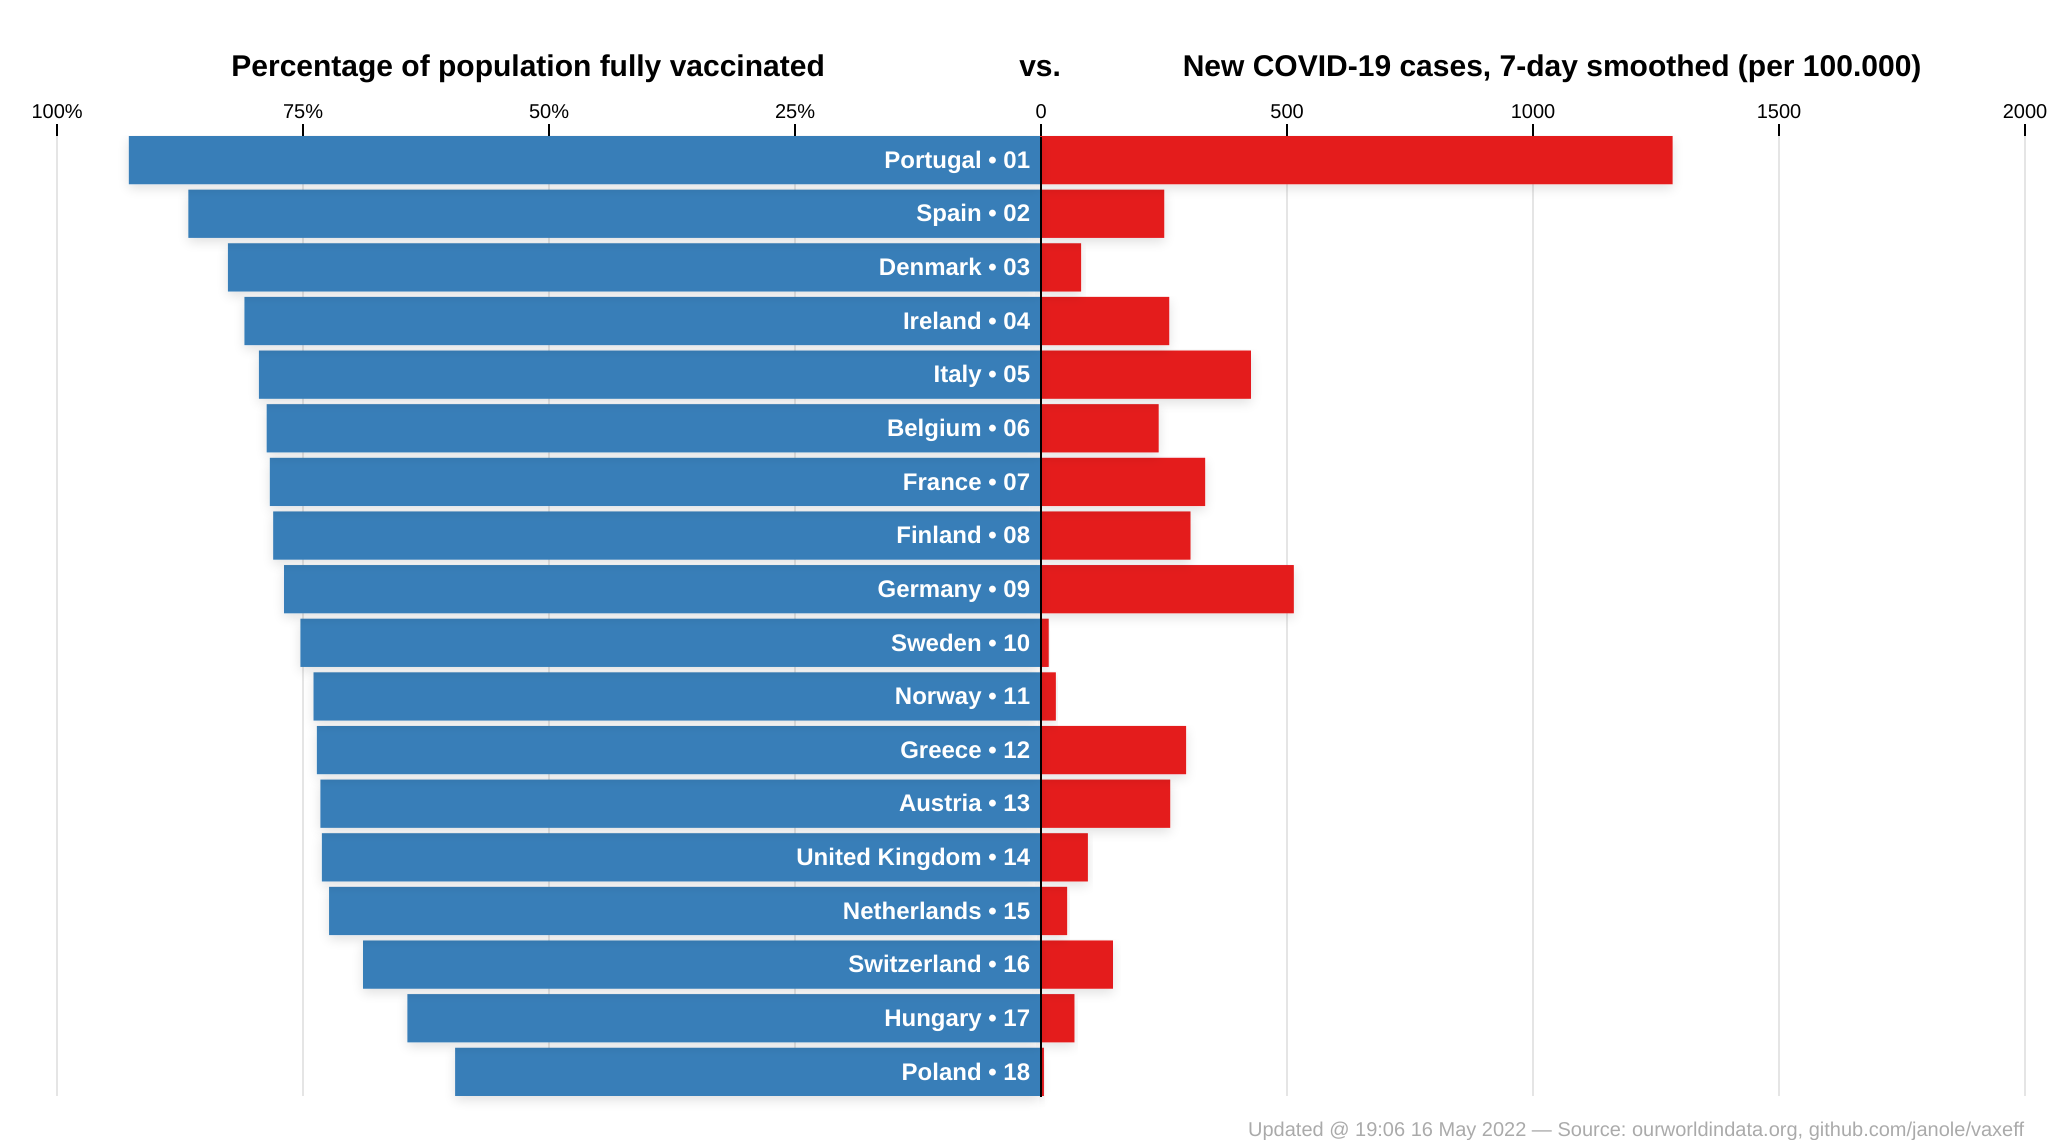 Percentage of population fully vaccinated vs. New COVID-19 cases, 7-day smoothed (per 100.000)
100% 75% 50% 25% 0 500 1000 1500 2000
Portugal • 01
Spain • 02
Denmark • 03
Ireland • 04
Italy • 05
Belgium • 06
France • 07
Finland • 08
Germany • 09
Sweden • 10
Norway • 11
Greece • 12
Austria • 13
United Kingdom • 14
Netherlands • 15
Switzerland • 16
Hungary • 17
Poland • 18
Updated @ 19:06 16 May 2022 — Source: ourworldindata.org, github.com/janole/vaxeff